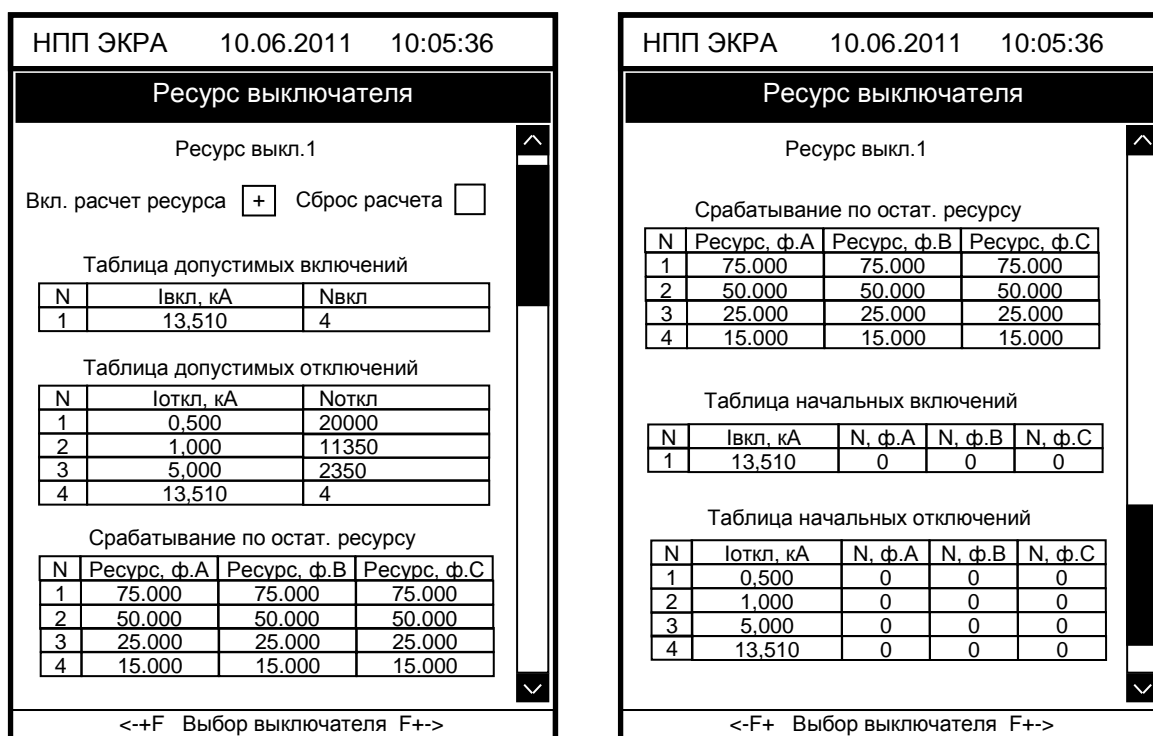 НПП ЭКРА 10.06.2011 10:05:36
Ресурс выключателя
Ресурс выкл.1
Вкл. расчет ресурса + Сброс расчета
Таблица допустимых включений
N Iвкл, кА Nвкл
1 13,510 4
Таблица допустимых отключений
N Iоткл, кА Nоткл
1 0,500 20000
2 1,000 11350
3 5,000 2350
4 13,510 4
Срабатывание по остат. ресурсу
N Ресурс, ф.А Ресурс, ф.В Ресурс, ф.С
1 75.000 75.000 75.000
2 50.000 50.000 50.000
3 25.000 25.000 25.000
4 15.000 15.000 15.000
<-+F Выбор выключателя F+->
НПП ЭКРА 10.06.2011 10:05:36
Ресурс выключателя
Ресурс выкл.1
Срабатывание по остат. ресурсу
N Ресурс, ф.А Ресурс, ф.В Ресурс, ф.С
1 75.000 75.000 75.000
2 50.000 50.000 50.000
3 25.000 25.000 25.000
4 15.000 15.000 15.000
Таблица начальных включений
N Iвкл, кА N, ф.А N, ф.В N, ф.С
1 13,510 0 0 0
Таблица начальных отключений
N Iоткл, кА N, ф.А N, ф.В N, ф.С
1 0,500 0 0 0
2 1,000 0 0 0
3 5,000 0 0 0
4 13,510 0 0 0
<-F+ Выбор выключателя F+->